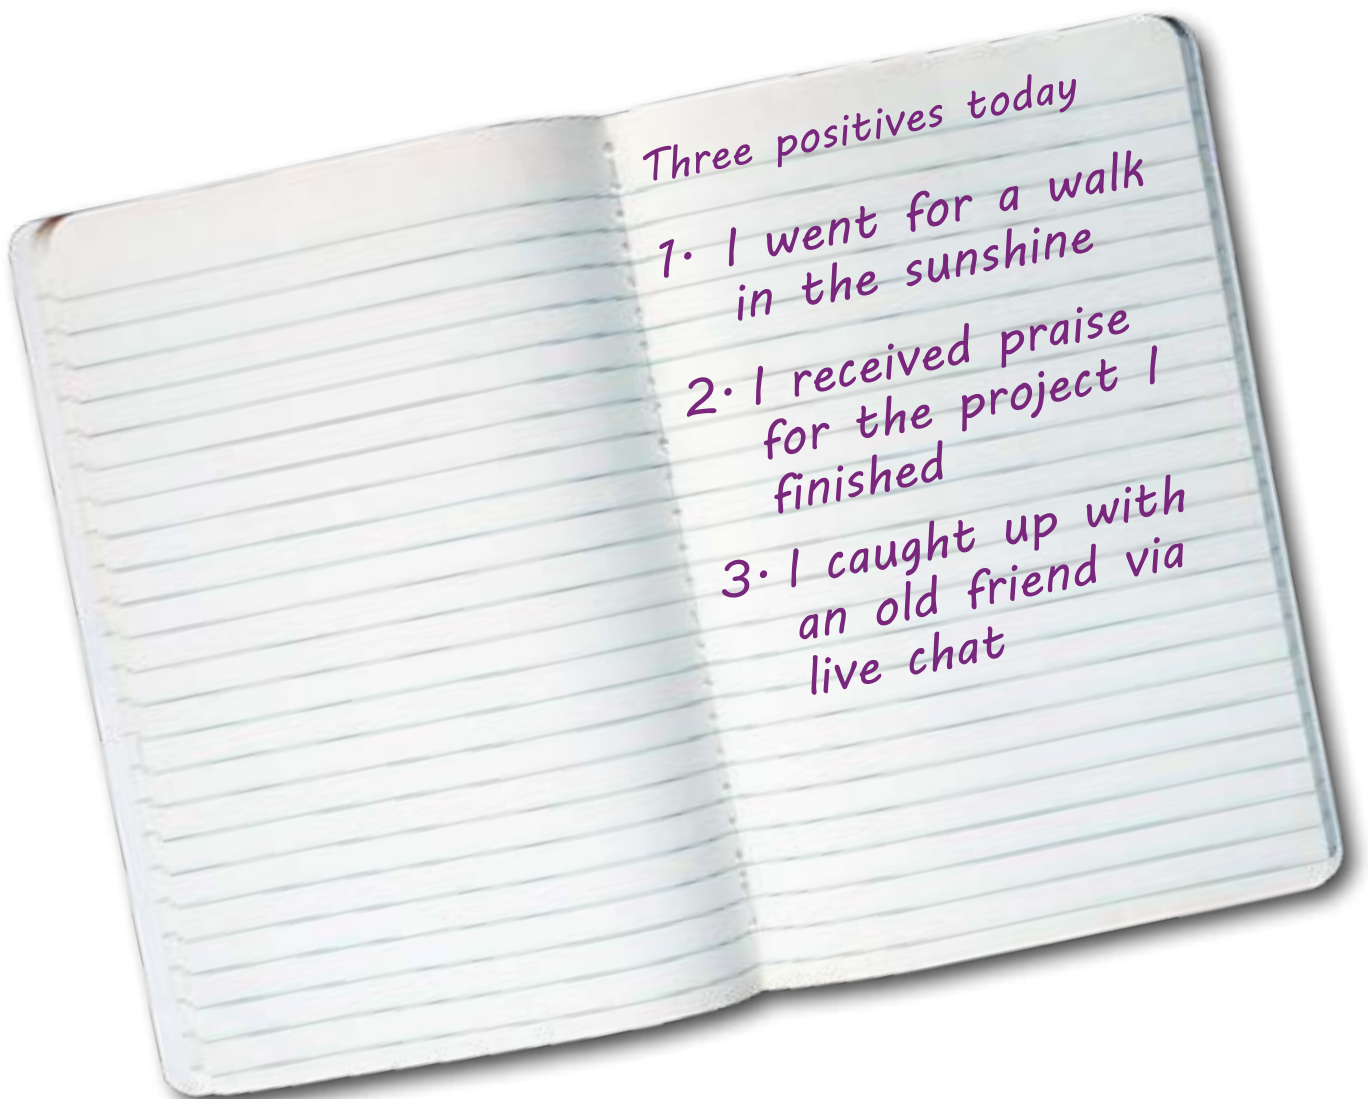 Three positives today
1. I went for a walk
in the sunshine
2. I received praise
for the project I
finished
3. I caught up with
an old friend via
live chat